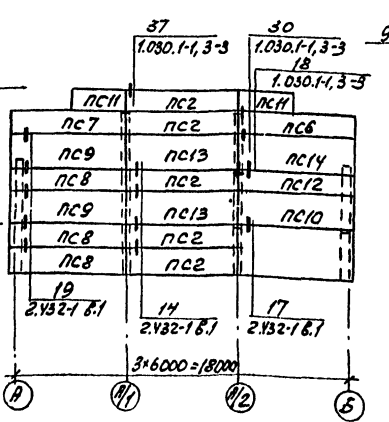 37
1.030.1-1, 3-3
30
1.030.1-1, 3-3
18
1.030.1-1, 3-3
ПС11 ПС2 ПС11
ПС7 ПС2 ПС6
ПС9 ПС13 ПС14
ПС8 ПС2 ПС12
ПС9 ПС13 ПС10
ПС8 ПС2
ПС8 ПС2
19
2.432-1 в.1
14
2.432-1 в.1
17
2.432-1 в.1
3×6000=18000
А А/1 А/2 Б